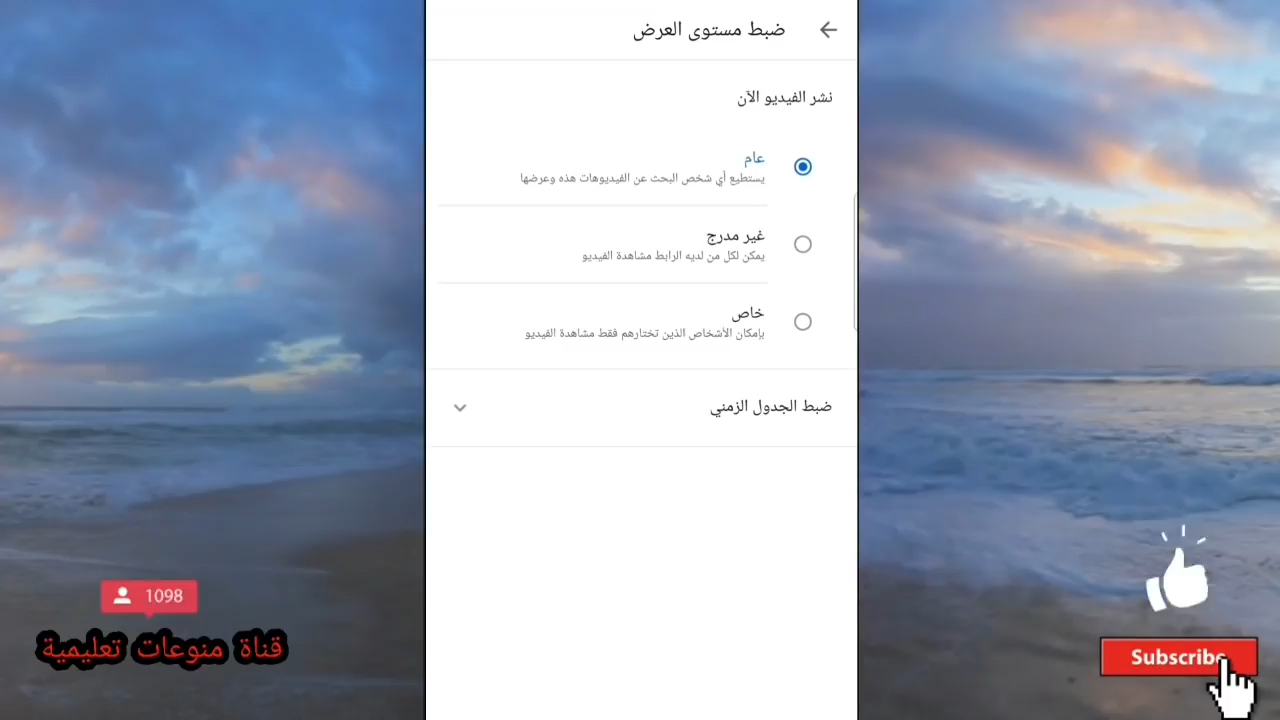 ضبط مستوى العرض
نشر الفيديو الآن
عام
يستطيع أي شخص البحث عن الفيديوهات هذه وعرضها
غير مدرج
يمكن لكل من لديه الرابط مشاهدة الفيديو
خاص
بإمكان الأشخاص الذين تختارهم فقط مشاهدة الفيديو
ضبط الجدول الزمني
1098
قناة منوعات تعليمية
Subscribe